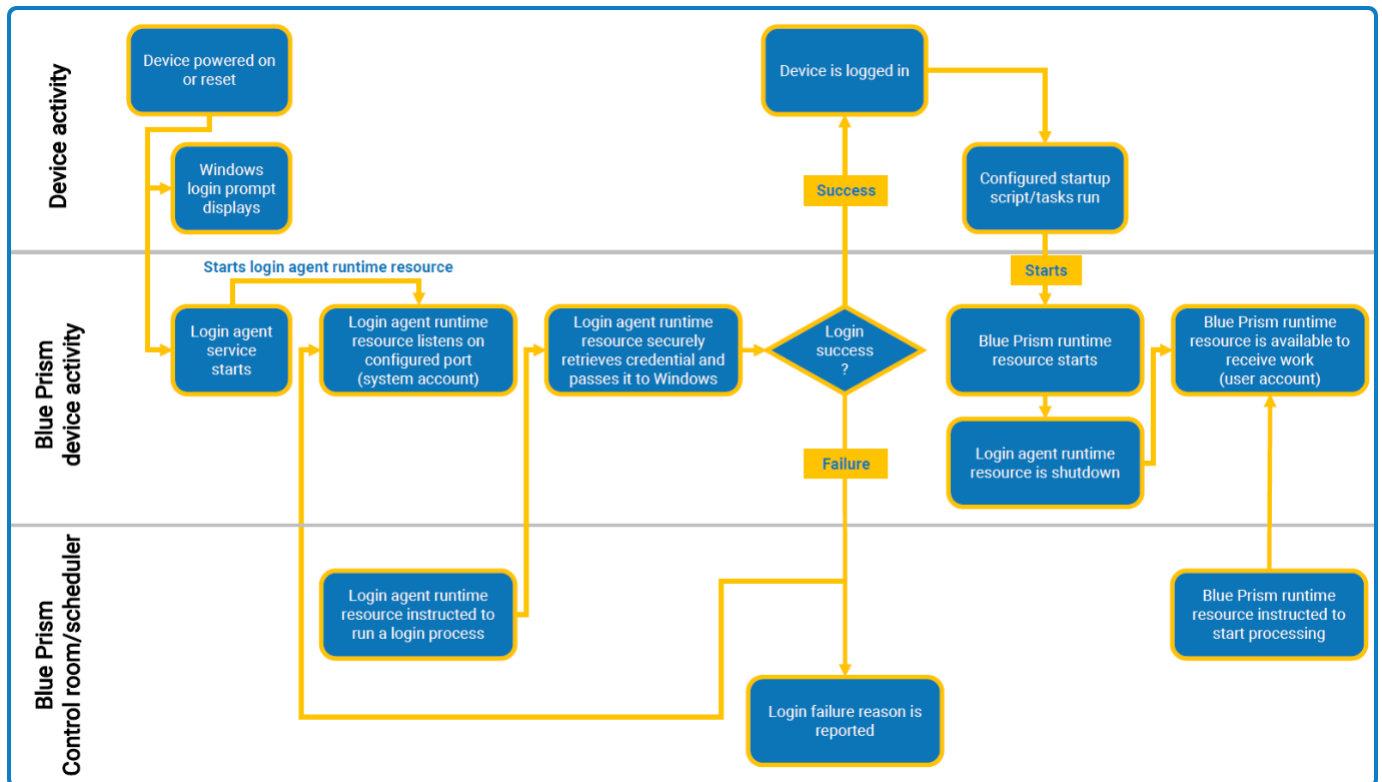 Device activity
Device powered on
or reset
Windows
login prompt
displays
Device is logged in
Success
Configured startup
script/tasks run
Blue Prism
device activity
Starts login agent runtime resource
Login agent
service
starts
Login agent runtime
resource listens on
configured port
(system account)
Login agent runtime
resource securely
retrieves credential and
passes it to Windows
Login
success
?
Failure
Starts
Blue Prism runtime
resource starts
Login agent runtime
resource is shutdown
Blue Prism runtime
resource is available to
receive work
(user account)
Blue Prism
Control room/scheduler
Login agent runtime
resource instructed to
run a login process
Login failure reason is
reported
Blue Prism runtime
resource instructed to
start processing